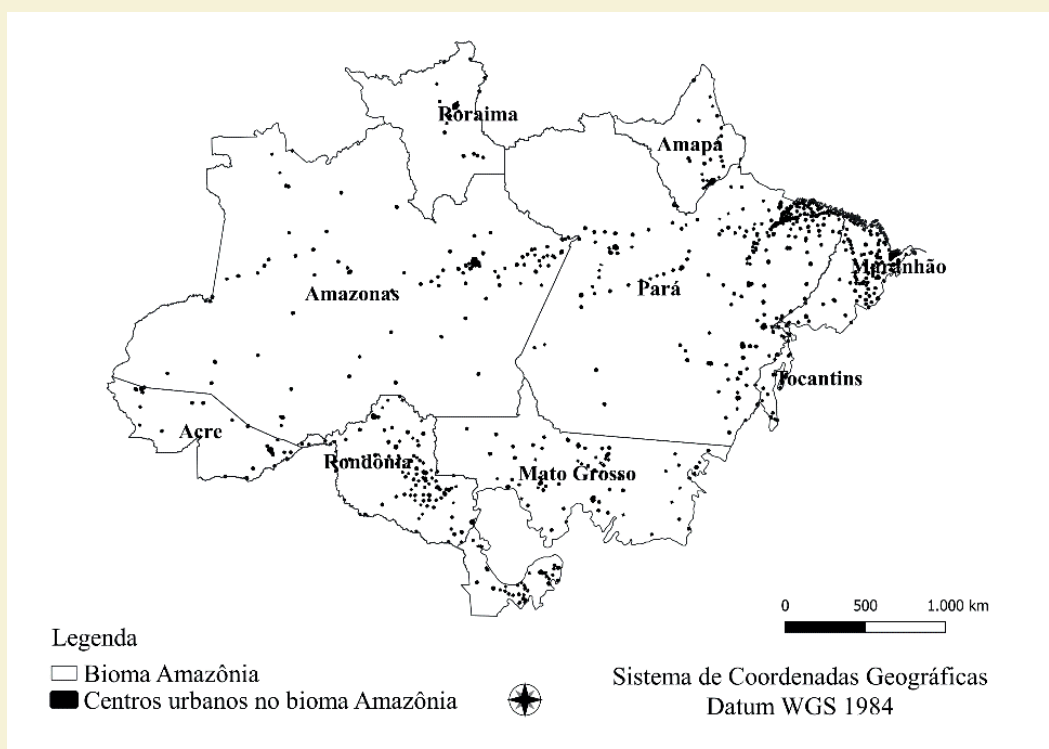 Roraima
Amapá
Maranhão
Amazonas
Pará
Tocantins
Acre
Rondônia
Mato Grosso
0 500 1.000 km
Legenda
Bioma Amazônia
Centros urbanos no bioma Amazônia
Sistema de Coordenadas Geográficas
Datum WGS 1984